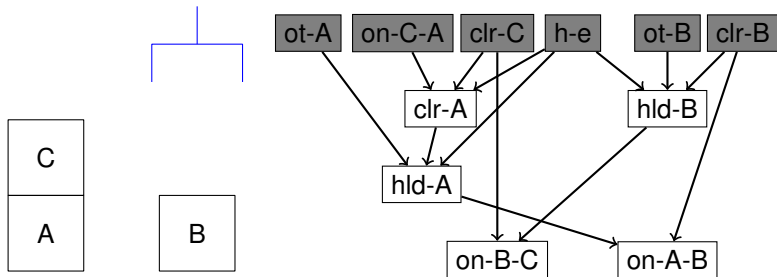 ot-A on-C-A clr-C h-e ot-B clr-B
clr-A hld-B
C
hld-A
A B
on-B-C on-A-B